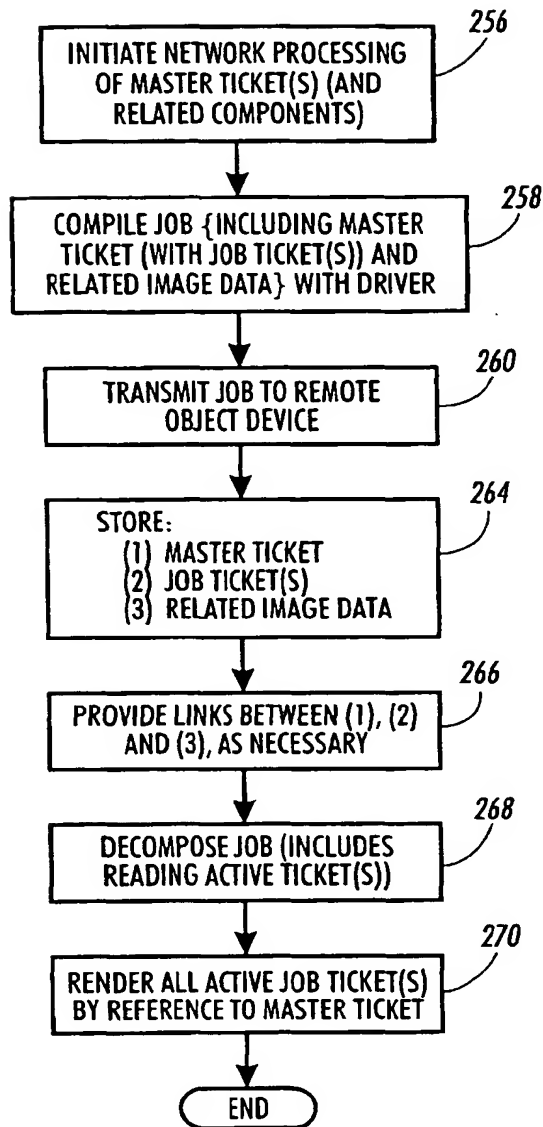 256
INITIATE NETWORK PROCESSING
OF MASTER TICKET(S) (AND
RELATED COMPONENTS)
258
COMPILE JOB {INCLUDING MASTER
TICKET (WITH JOB TICKET(S)) AND
RELATED IMAGE DATA} WITH DRIVER
260
TRANSMIT JOB TO REMOTE
OBJECT DEVICE
264
STORE:
(1) MASTER TICKET
(2) JOB TICKET(S)
(3) RELATED IMAGE DATA
266
PROVIDE LINKS BETWEEN (1), (2)
AND (3), AS NECESSARY
268
DECOMPOSE JOB (INCLUDES
READING ACTIVE TICKET(S))
270
RENDER ALL ACTIVE JOB TICKET(S)
BY REFERENCE TO MASTER TICKET
END